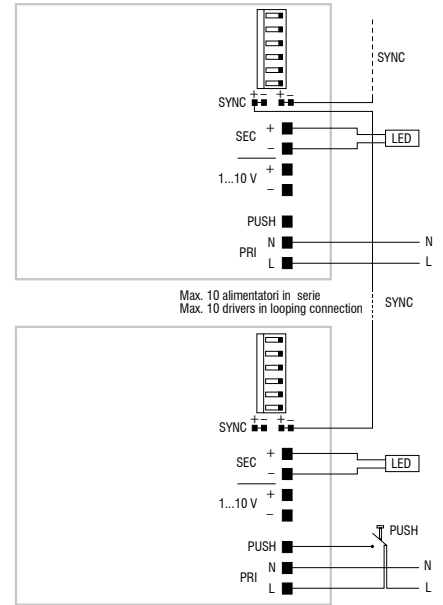 SYNC
+ − + −
SYNC
SEC + −
LED
1...10 V + −
PUSH
PRI N L
N
L
Max. 10 alimentatori in serie
Max. 10 drivers in looping connection
SYNC
+ − + −
SYNC
SEC + −
LED
1...10 V + −
PUSH
PUSH
PRI N L
N
L